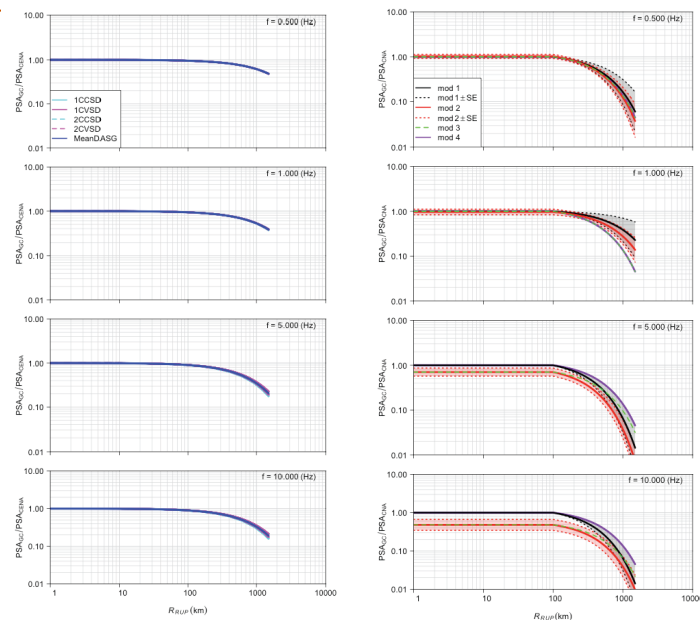 f = 0.500 (Hz)
10.00
1.00
0.10
0.01
PSA_GC/PSA_CENA
1CCSD
1CVSD
2CCSD
2CVSD
MeanDASG
f = 1.000 (Hz)
10.00
1.00
0.10
0.01
PSA_GC/PSA_CENA
f = 5.000 (Hz)
10.00
1.00
0.10
0.01
PSA_GC/PSA_CENA
f = 10.000 (Hz)
10.00
1.00
0.10
0.01
PSA_GC/PSA_CENA
1 10 100 1000 10000
R_RUP(km)
f = 0.500 (Hz)
10.00
1.00
0.10
0.01
PSA_GC/PSA_CENA
mod 1
mod 1±SE
mod 2
mod 2±SE
mod 3
mod 4
f = 1.000 (Hz)
10.00
1.00
0.10
0.01
PSA_GC/PSA_CENA
f = 5.000 (Hz)
10.00
1.00
0.10
0.01
PSA_GC/PSA_CENA
f = 10.000 (Hz)
10.00
1.00
0.10
0.01
PSA_GC/PSA_CENA
1 10 100 1000 10000
R_RUP(km)